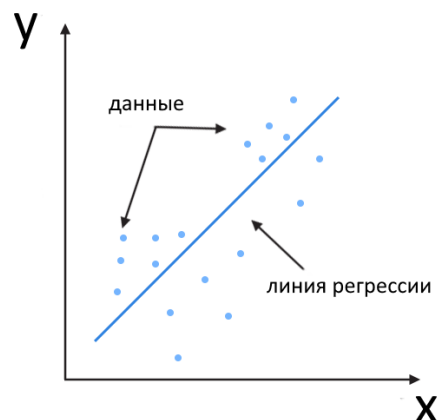 y
данные
линия регрессии
x